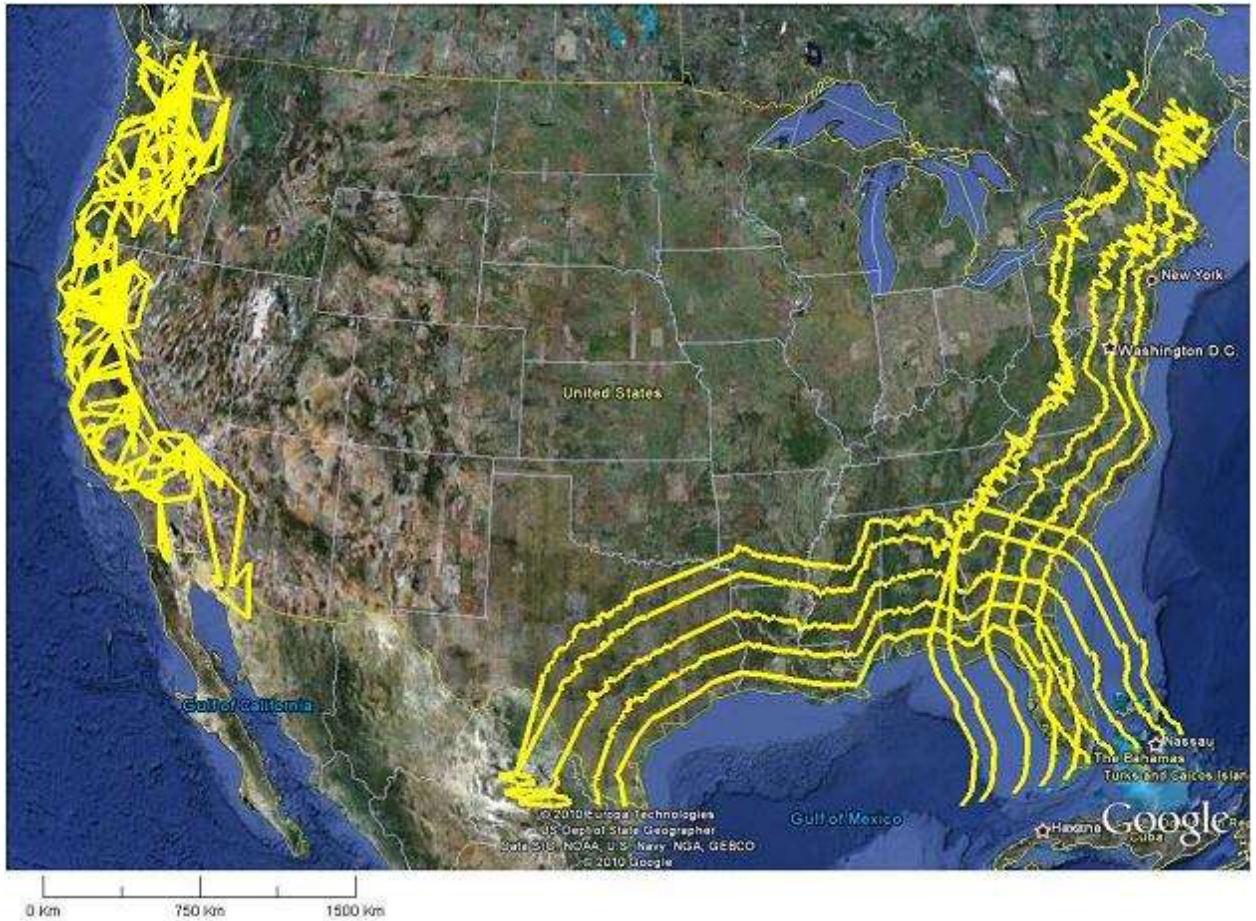 New York
Washington D.C.
United States
Gulf of California
Nassau
The Bahamas
Turks and Caicos Islan
© 2010 Europa Technologies
US Dept of State Geographer
Data SIO, NOAA, U.S. Navy, NGA, GEBCO
© 2010 Google
Gulf of Mexico
Havana
Cuba
Google
0 Km
750 km
1500 Km